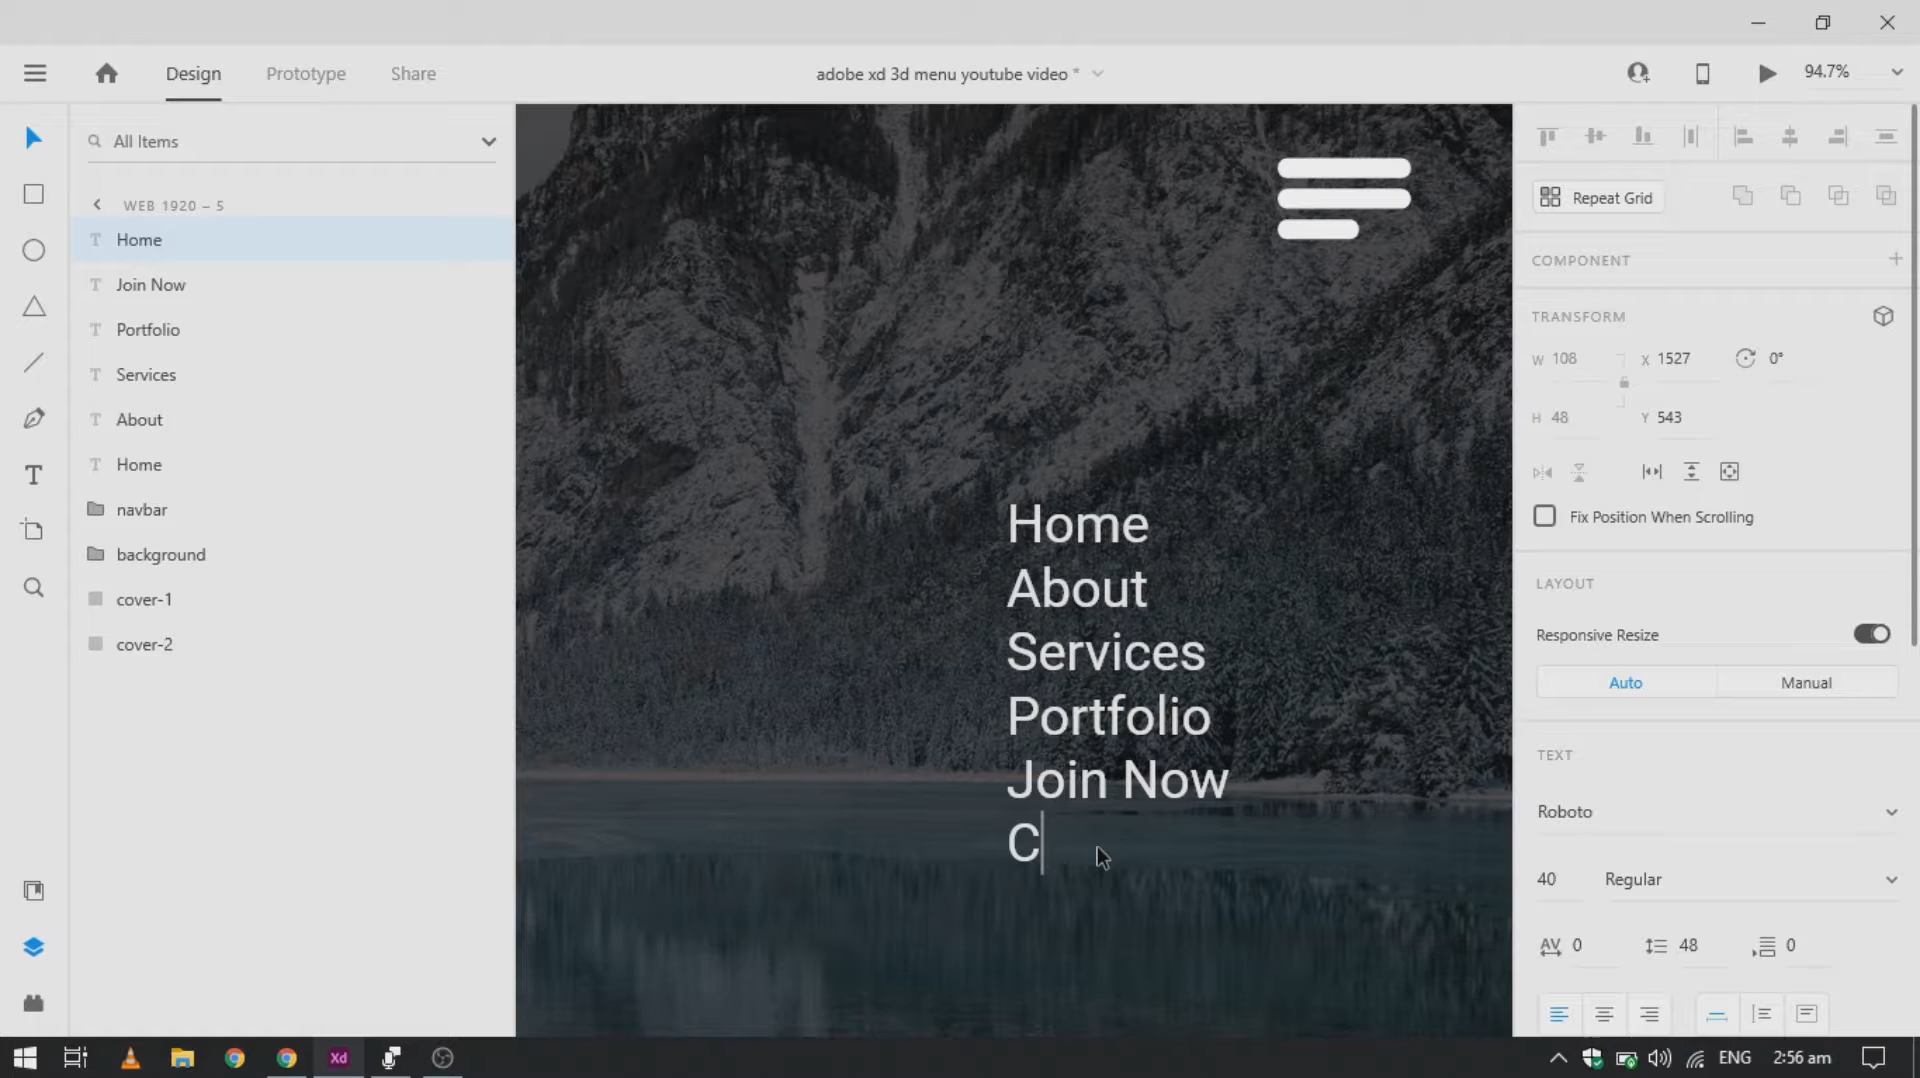 Design
Prototype
Share
adobe xd 3d menu youtube video *
94.7%
All Items
WEB 1920 – 5
T Home
T Join Now
T Portfolio
T Services
T About
T Home
navbar
background
cover-1
cover-2
Home
About
Services
Portfolio
Join Now
C
Repeat Grid
COMPONENT
TRANSFORM
W 108
X 1527
0°
H 48
Y 543
Fix Position When Scrolling
LAYOUT
Responsive Resize
Auto
Manual
TEXT
Roboto
40
Regular
AV 0
48
0
T
Xd
ENG
2:56 am